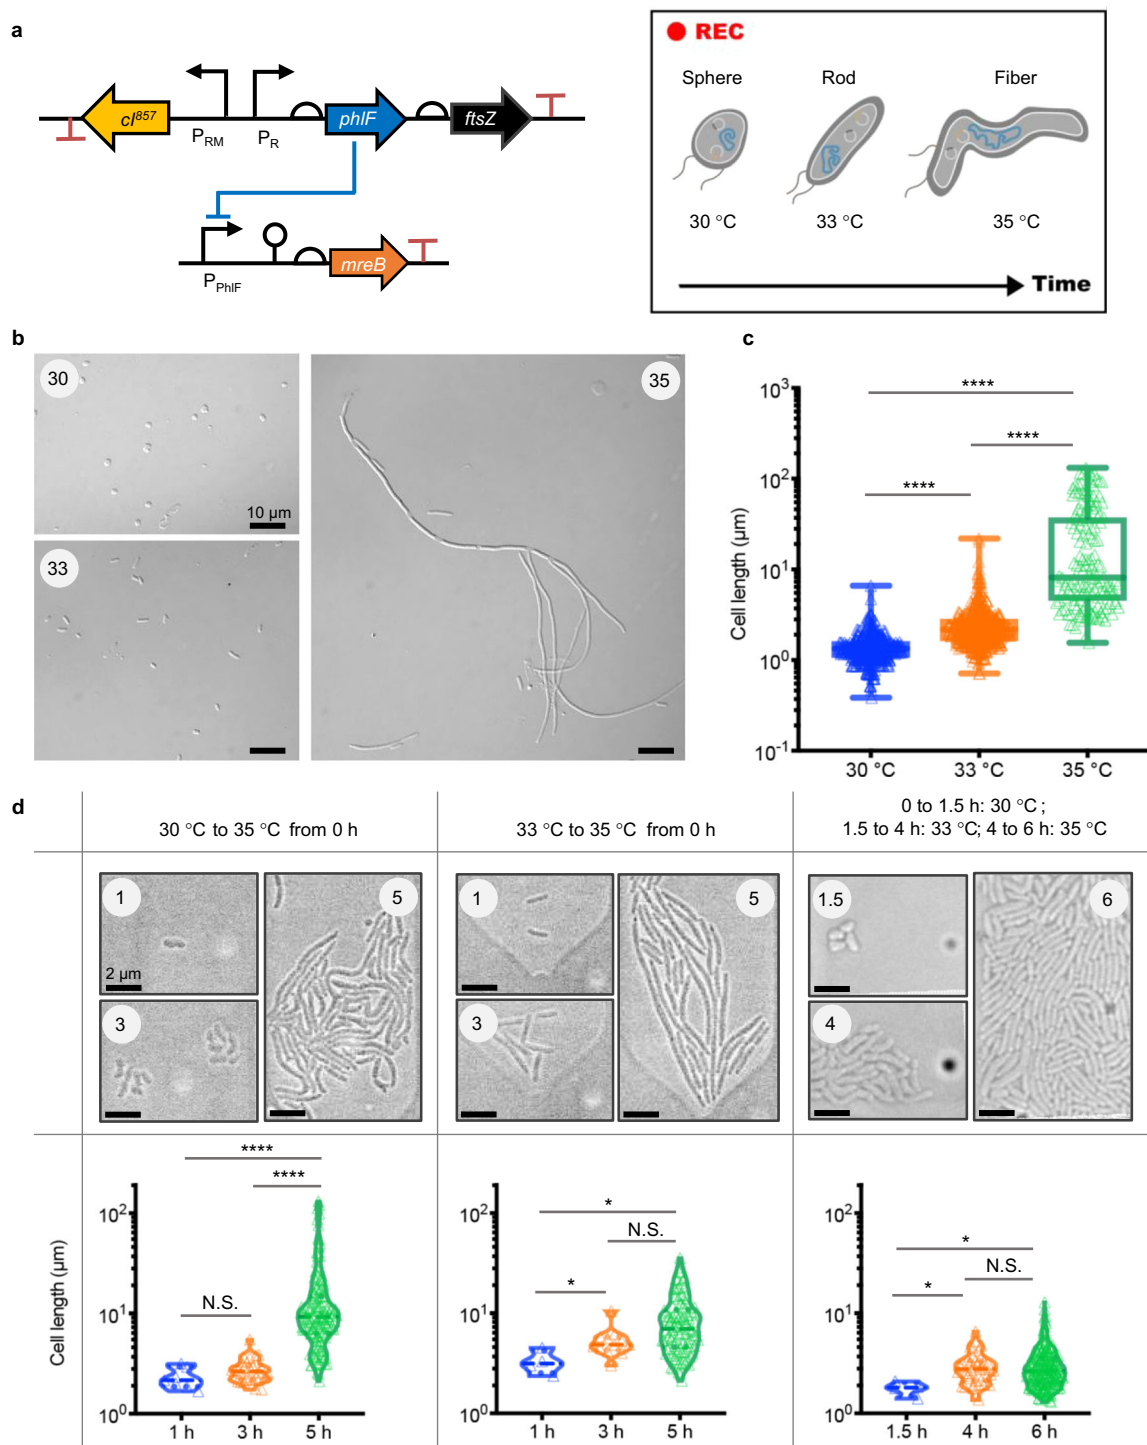 a
REC
Sphere Rod Fiber
30 °C 33 °C 35 °C
Time
cI857 phlF ftsZ
PRM PR
mreB
PPhlF
b
30
10 µm
33
35
c
Cell length (µm)
10³
10²
10¹
10⁰
10⁻¹
****
****
****
30 °C 33 °C 35 °C
d
30 °C to 35 °C from 0 h
33 °C to 35 °C from 0 h
0 to 1.5 h: 30 °C ;
1.5 to 4 h: 33 °C; 4 to 6 h: 35 °C
1
2 µm
3
5
1
3
5
1.5
4
6
Cell length (µm)
10²
10¹
10⁰
****
****
N.S.
1 h 3 h 5 h
10²
10¹
10⁰
*
N.S.
*
1 h 3 h 5 h
10²
10¹
10⁰
*
N.S.
*
1.5 h 4 h 6 h